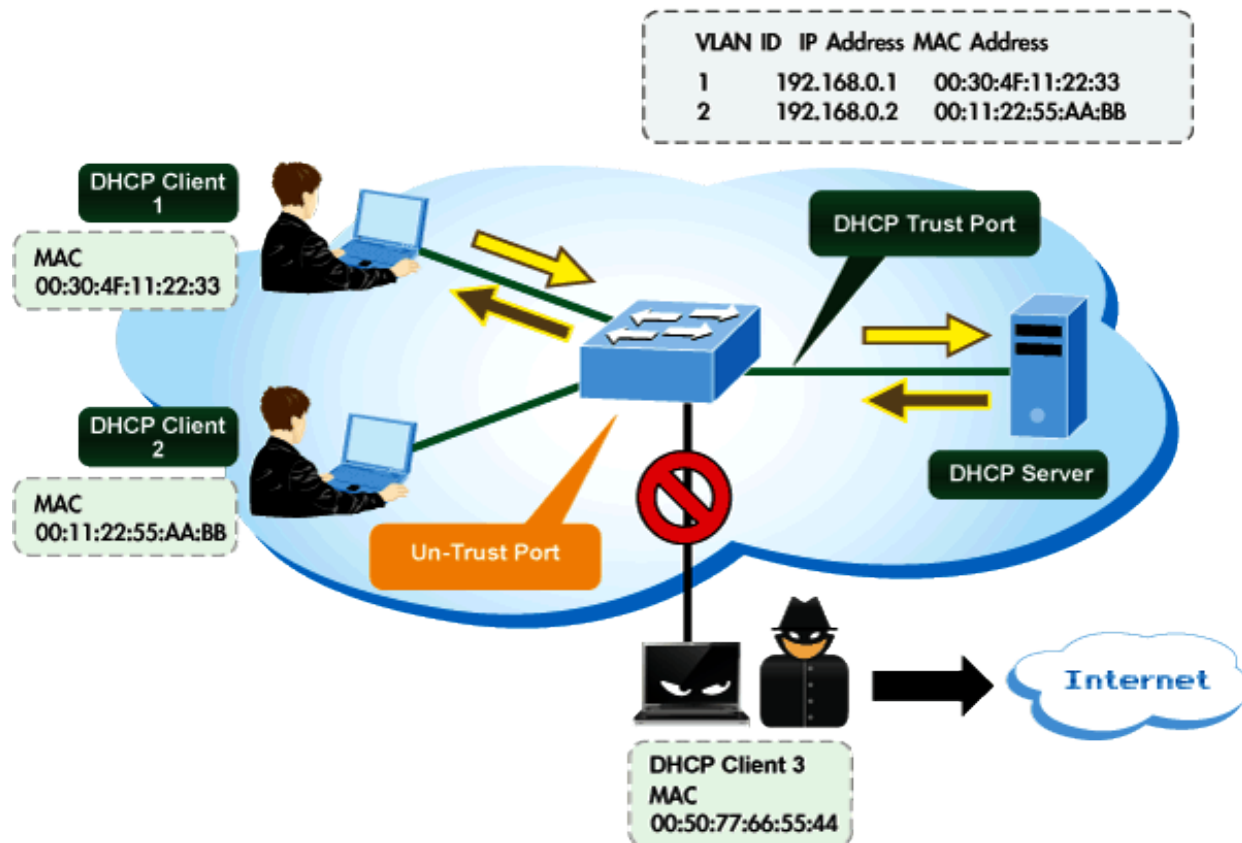 VLAN ID IP Address MAC Address
1 192.168.0.1 00:30:4F:11:22:33
2 192.168.0.2 00:11:22:55:AA:BB
DHCP Client
1
MAC
00:30:4F:11:22:33
DHCP Trust Port
DHCP Client
2
MAC
00:11:22:55:AA:BB
DHCP Server
Un-Trust Port
Internet
DHCP Client 3
MAC
00:50:77:66:55:44